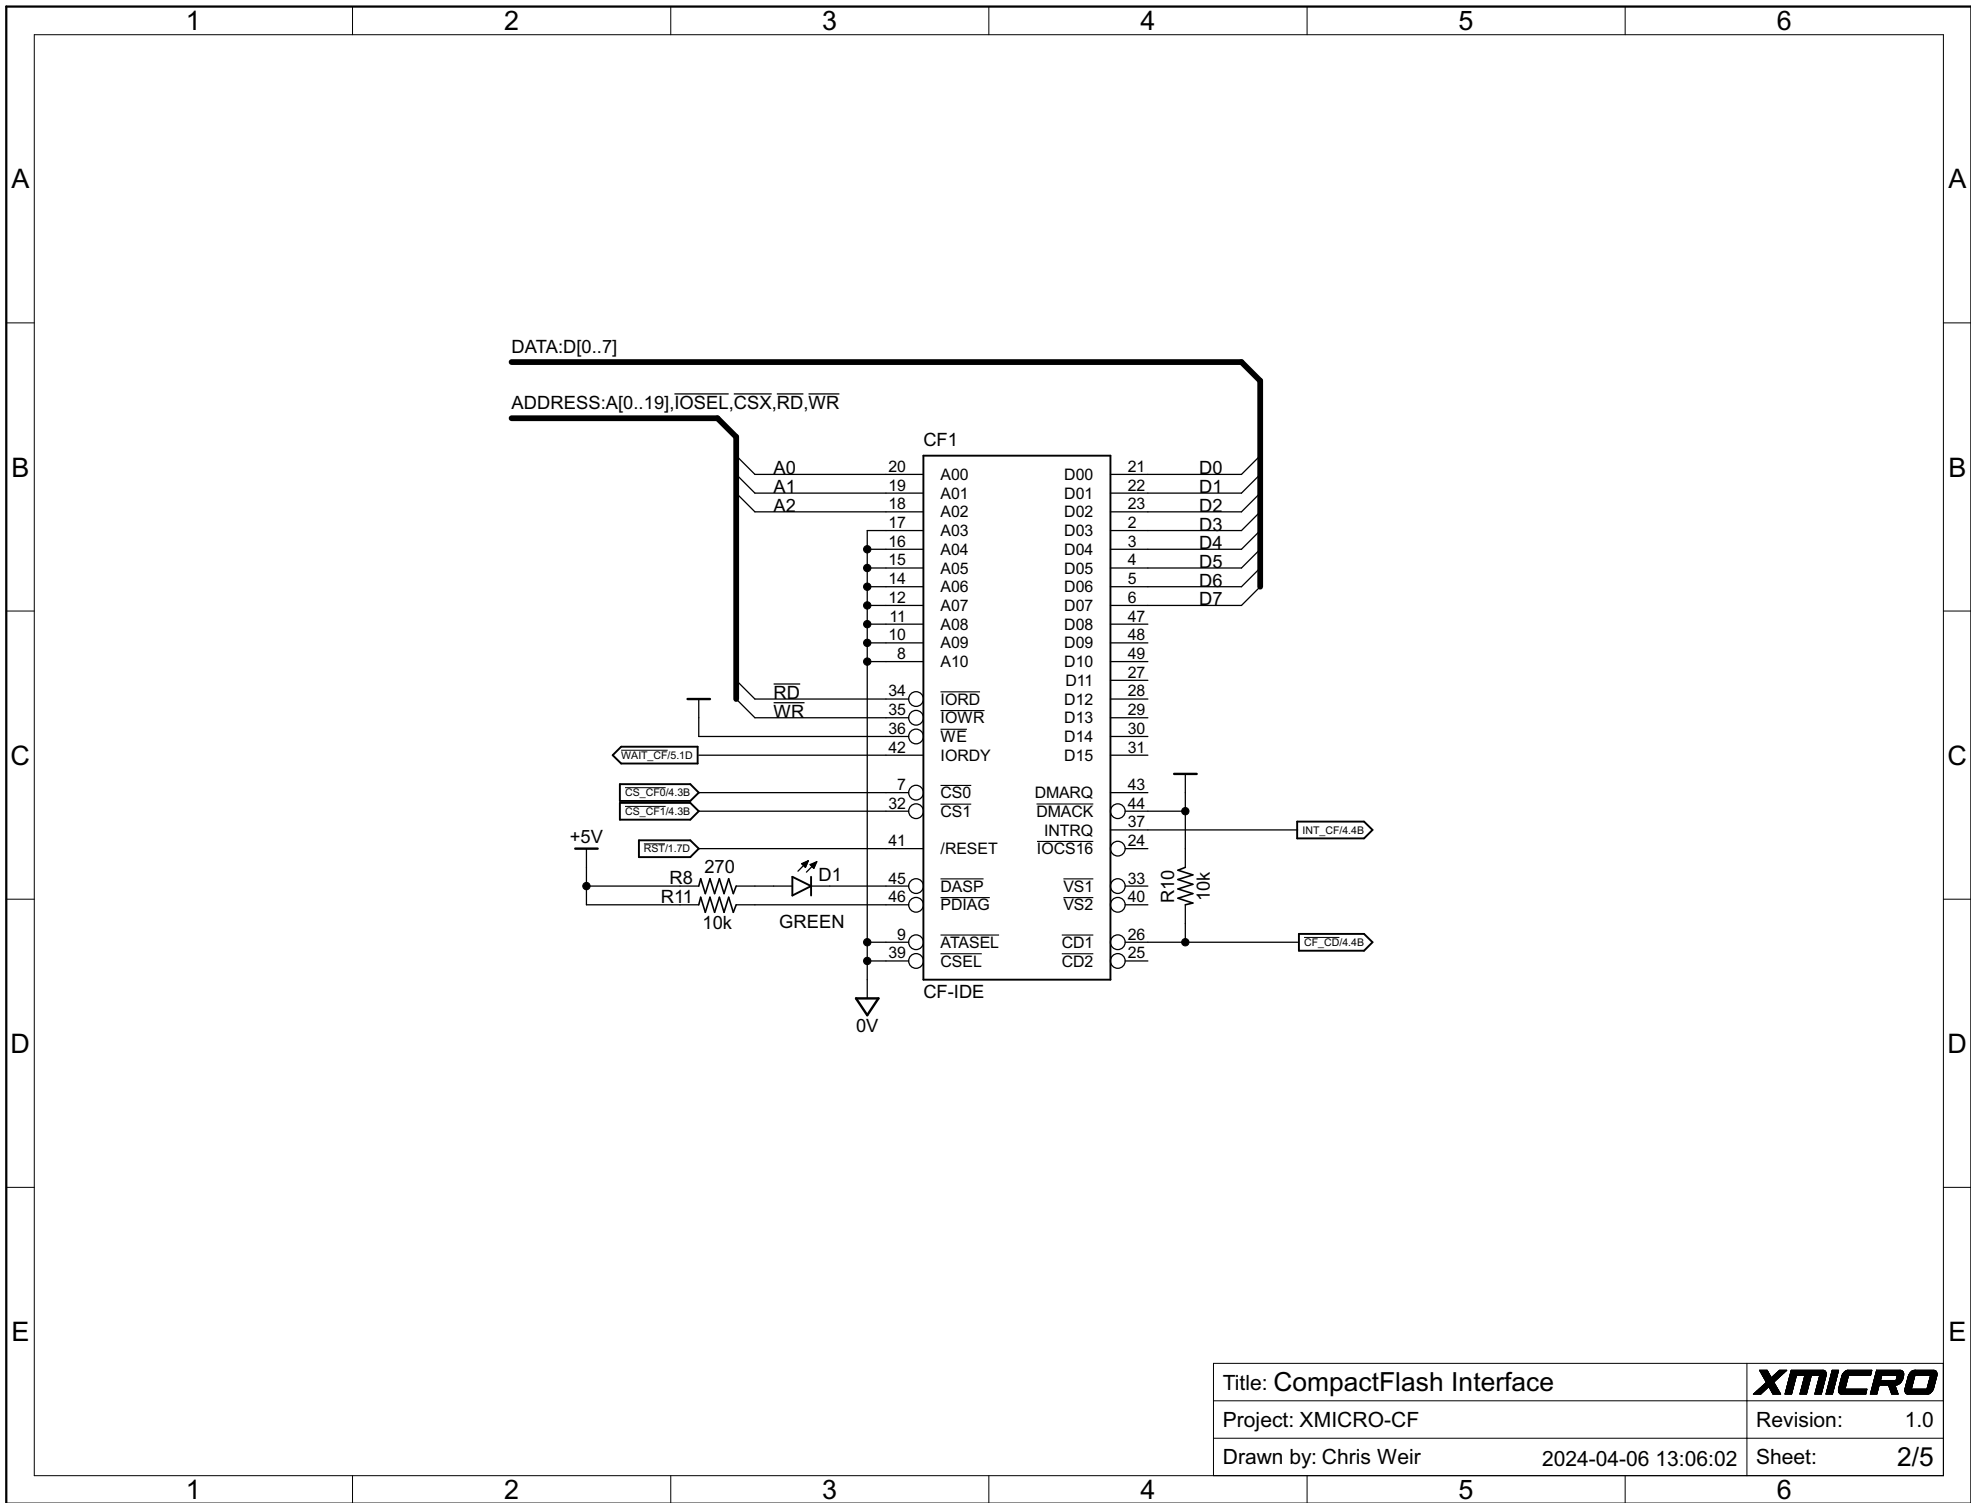 1 2 3 4 5 6
A A
DATA:D[0..7]
ADDRESS:A[0..19],IOSEL,CSX,RD,WR
CF1
B B
A0 20 A00 D00 21 D0
A1 19 A01 D01 22 D1
A2 18 A02 D02 23 D2
17 A03 D03 2 D3
16 A04 D04 3 D4
15 A05 D05 4 D5
14 A06 D06 5 D6
12 A07 D07 6 D7
11 A08 D08 47
10 A09 D09 48
8 A10 D10 49
D11 27
RD 34 IORD D12 28
WR 35 IOWR D13 29
36 WE D14 30
C WAIT_CF/5.1D 42 IORDY D15 31 C
CS_CF0/4.3B 7 CS0 DMARQ 43
CS_CF1/4.3B 32 CS1 DMACK 44
INTRQ 37 INT_CF/4.4B
+5V
RST/1.7D 41 /RESET IOCS16 24
270
R8 D1 45 DASP VS1 33 R10 10k
R11 46 PDIAG VS2 40
10k GREEN
9 ATASEL CD1 26 CF_CD/4.4B
39 CSEL CD2 25
CF-IDE
0V
D D
E E
Title: CompactFlash Interface XMICRO
Project: XMICRO-CF Revision: 1.0
Drawn by: Chris Weir 2024-04-06 13:06:02 Sheet: 2/5
1 2 3 4 5 6